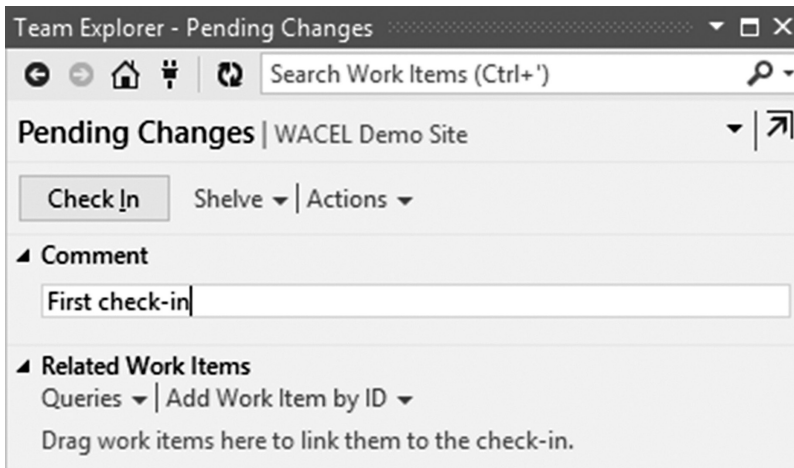 Team Explorer - Pending Changes
Search Work Items (Ctrl+')
Pending Changes | WACEL Demo Site
Check In Shelve | Actions
Comment
First check-in
Related Work Items
Queries | Add Work Item by ID
Drag work items here to link them to the check-in.